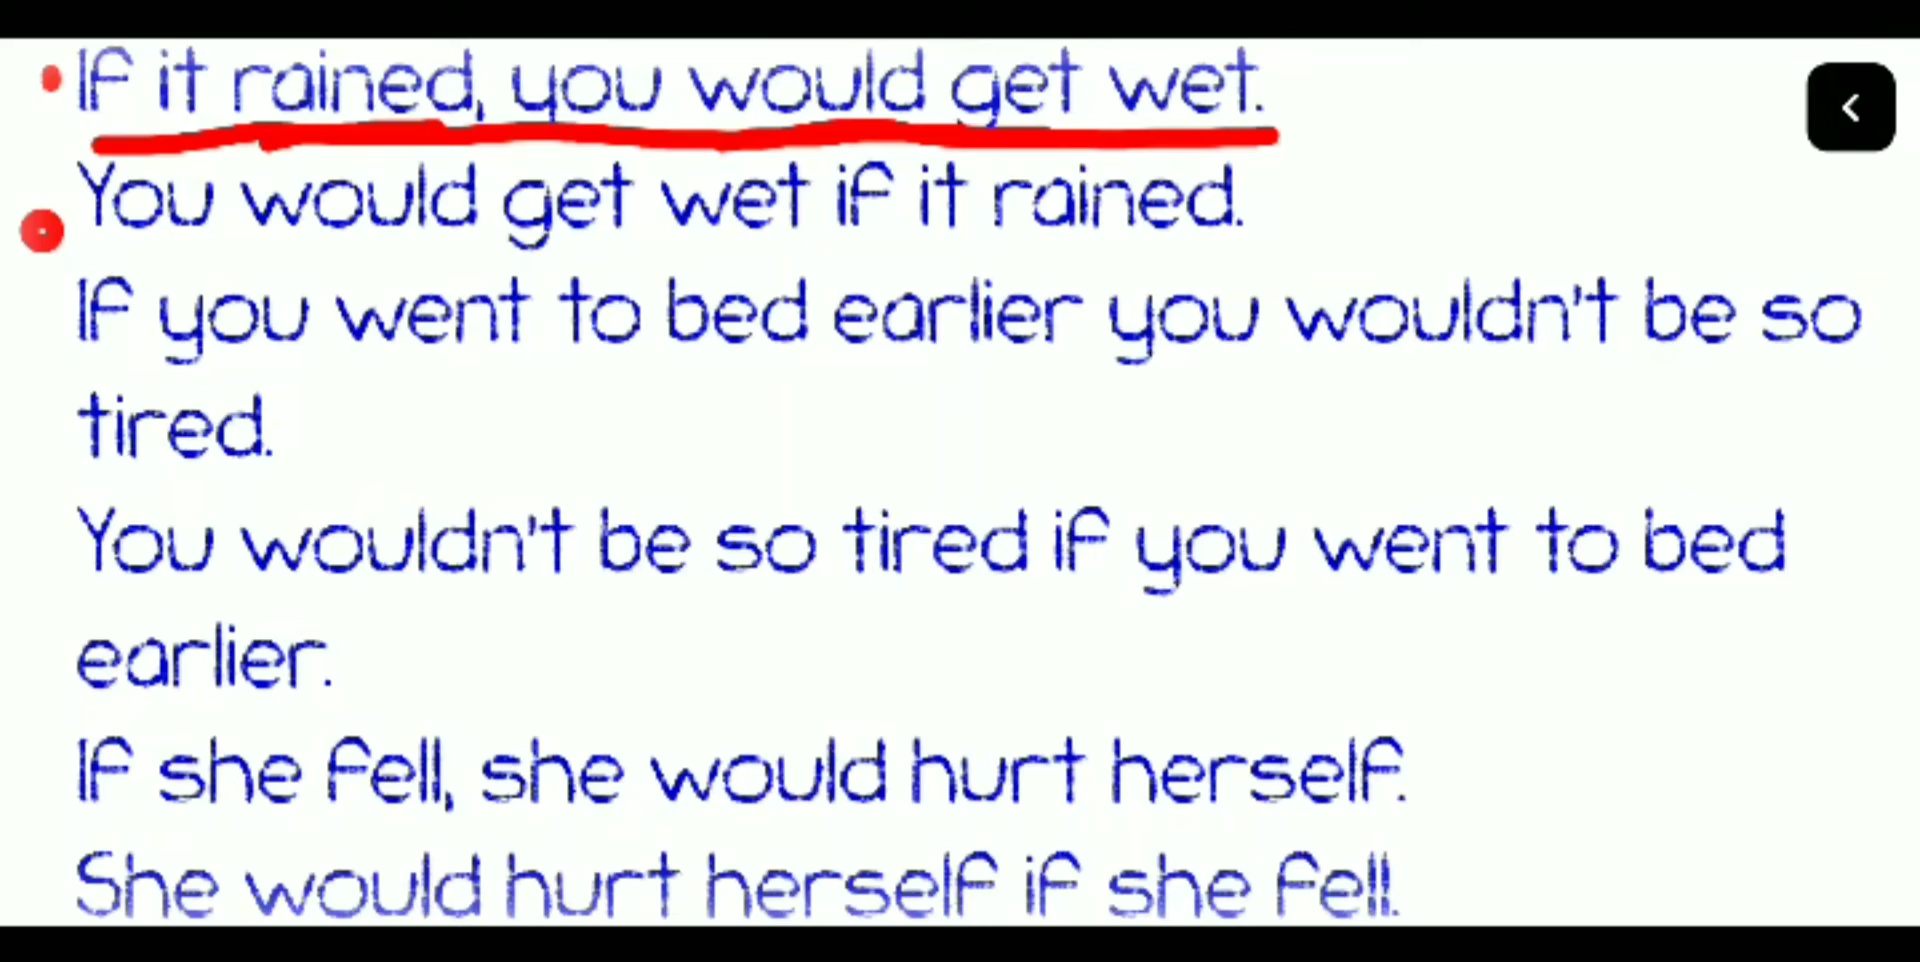 If it rained, you would get wet.
You would get wet if it rained.
If you went to bed earlier you wouldn't be so
tired.
You wouldn't be so tired if you went to bed
earlier.
If she fell, she would hurt herself.
She would hurt herself if she fell.